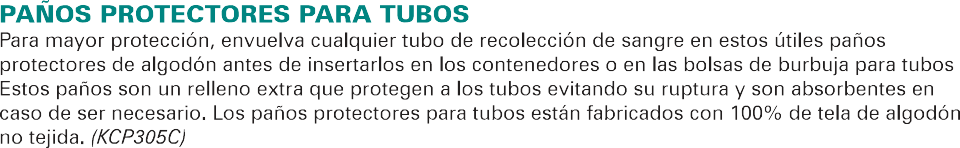 PAÑOS PROTECTORES PARA TUBOS
Para mayor protección, envuelva cualquier tubo de recolección de sangre en estos útiles paños
protectores de algodón antes de insertarlos en los contenedores o en las bolsas de burbuja para tubos
Estos paños son un relleno extra que protegen a los tubos evitando su ruptura y son absorbentes en
caso de ser necesario. Los paños protectores para tubos están fabricados con 100% de tela de algodón
no tejida. (KCP305C)